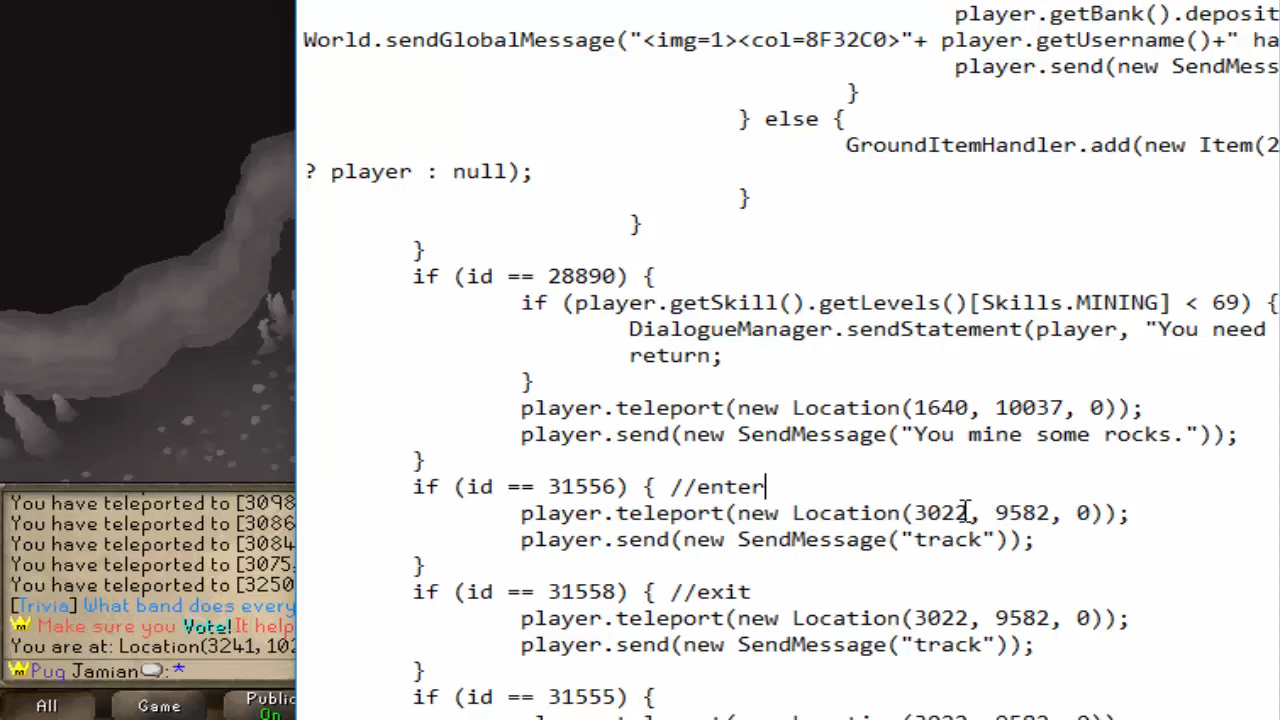 player.getBank().deposit
World.sendGlobalMessage("<img=1><col=8F32C0>"+ player.getUsername()+" ha
player.send(new SendMess
}
} else {
GroundItemHandler.add(new Item(2
? player : null);
}
}
}
if (id == 28890) {
if (player.getSkill().getLevels()[Skills.MINING] < 69) {
DialogueManager.sendStatement(player, "You need
return;
}
player.teleport(new Location(1640, 10037, 0));
player.send(new SendMessage("You mine some rocks."));
}
if (id == 31556) { //enter
player.teleport(new Location(3022, 9582, 0));
player.send(new SendMessage("track"));
}
if (id == 31558) { //exit
player.teleport(new Location(3022, 9582, 0));
player.send(new SendMessage("track"));
}
if (id == 31555) {
You have teleported to [3098
You have teleported to [3086
You have teleported to [3084
You have teleported to [3075,
You have teleported to [3250
[Trivia] What band does every
Make sure you Vote! It help
You are at: Location(3241, 102
Pug Jamian:*
All Game Public
On